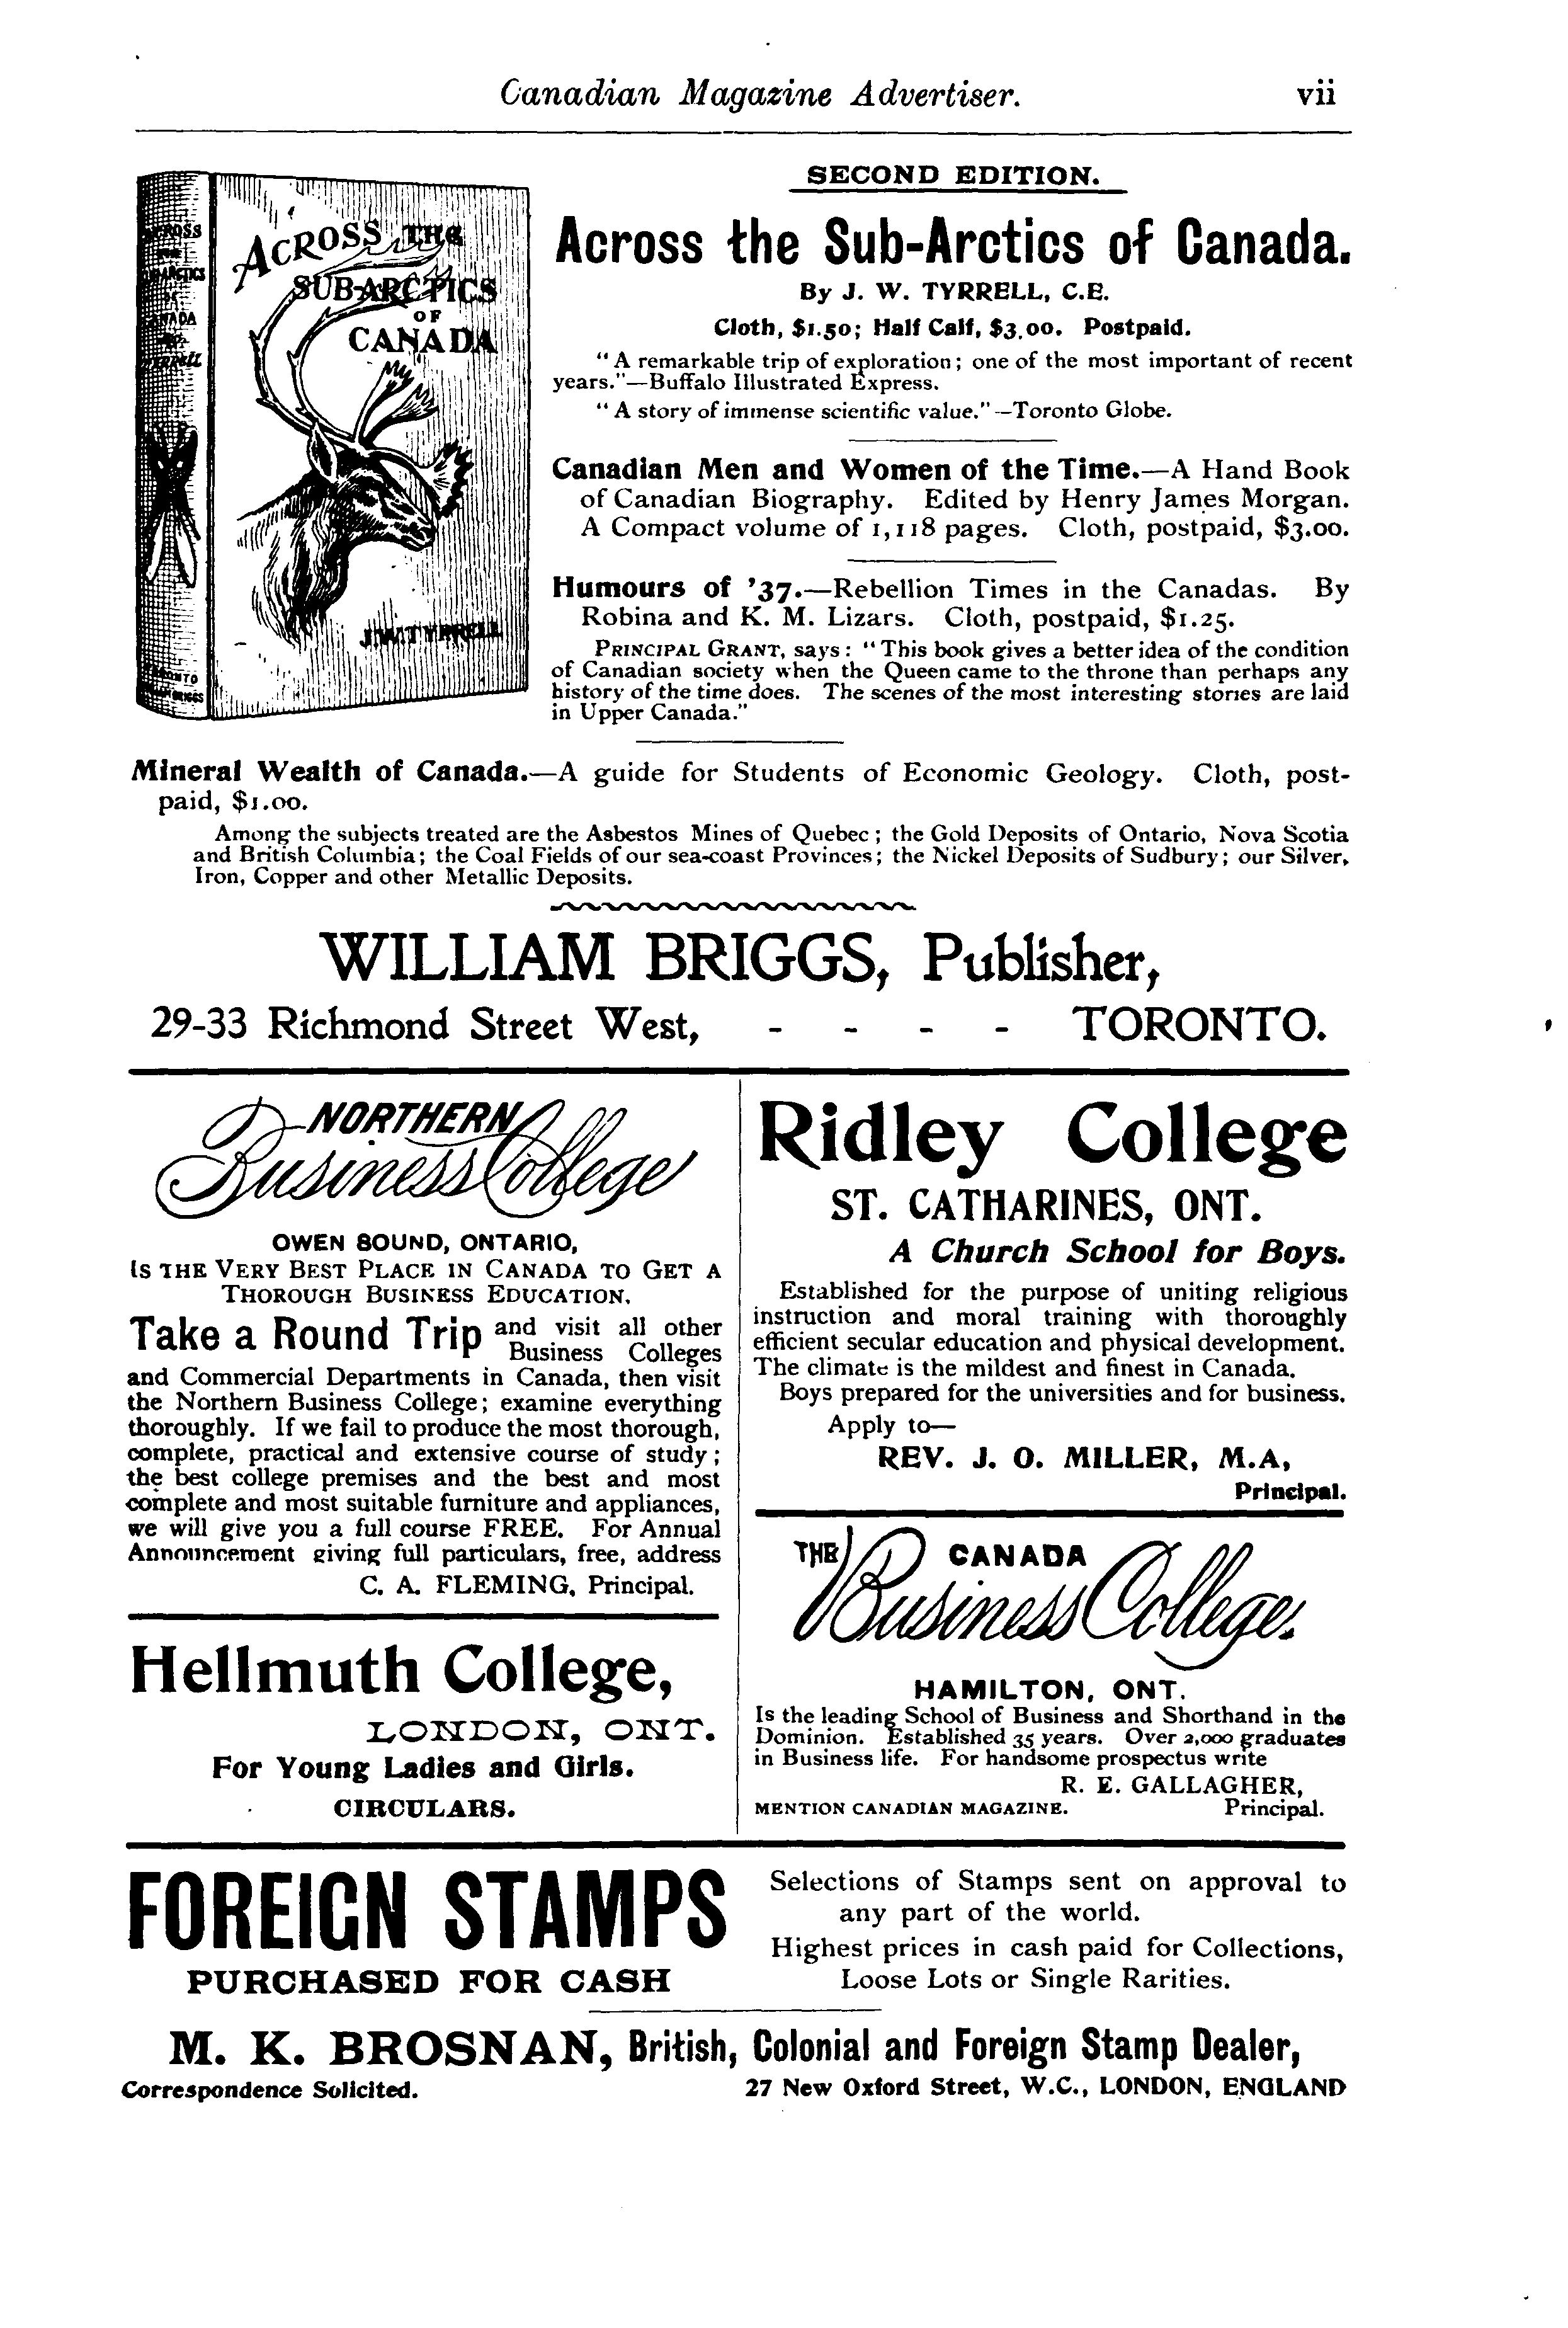 Canadian Magazine Advertiser. vii
ACROSS THE
SUB-ARCTICS
OF
CANADA
J.W. TYRRELL
SECOND EDITION.
Across the Sub-Arctics of Canada.
By J. W. TYRRELL, C.E.
Cloth, $1.50; Half Calf, $3.00. Postpaid.
"A remarkable trip of exploration; one of the most important of recent
years."—Buffalo Illustrated Express.
"A story of immense scientific value."—Toronto Globe.
Canadian Men and Women of the Time.—A Hand Book
of Canadian Biography. Edited by Henry James Morgan.
A Compact volume of 1,118 pages. Cloth, postpaid, $3.00.
Humours of '37.—Rebellion Times in the Canadas. By
Robina and K. M. Lizars. Cloth, postpaid, $1.25.
PRINCIPAL GRANT, says: "This book gives a better idea of the condition
of Canadian society when the Queen came to the throne than perhaps any
history of the time does. The scenes of the most interesting stories are laid
in Upper Canada."
Mineral Wealth of Canada.—A guide for Students of Economic Geology. Cloth, post-
paid, $1.00.
Among the subjects treated are the Asbestos Mines of Quebec; the Gold Deposits of Ontario, Nova Scotia
and British Columbia; the Coal Fields of our sea-coast Provinces; the Nickel Deposits of Sudbury; our Silver,
Iron, Copper and other Metallic Deposits.
WILLIAM BRIGGS, Publisher,
29-33 Richmond Street West, - - - - TORONTO.
NORTHERN
Business College
OWEN SOUND, ONTARIO,
IS THE VERY BEST PLACE IN CANADA TO GET A
THOROUGH BUSINESS EDUCATION.
Take a Round Trip and visit all other
Business Colleges
and Commercial Departments in Canada, then visit
the Northern Business College; examine everything
thoroughly. If we fail to produce the most thorough,
complete, practical and extensive course of study;
the best college premises and the best and most
complete and most suitable furniture and appliances,
we will give you a full course FREE. For Annual
Announcement giving full particulars, free, address
C. A. FLEMING, Principal.
Hellmuth College,
LONDON, ONT.
For Young Ladies and Girls.
CIRCULARS.
Ridley College
ST. CATHARINES, ONT.
A Church School for Boys.
Established for the purpose of uniting religious
instruction and moral training with thoroughly
efficient secular education and physical development.
The climate is the mildest and finest in Canada.
Boys prepared for the universities and for business.
Apply to—
REV. J. O. MILLER, M.A,
Principal.
THE CANADA
Business College.
HAMILTON, ONT.
Is the leading School of Business and Shorthand in the
Dominion. Established 35 years. Over 2,000 graduates
in Business life. For handsome prospectus write
R. E. GALLAGHER,
MENTION CANADIAN MAGAZINE. Principal.
FOREIGN STAMPS
PURCHASED FOR CASH
Selections of Stamps sent on approval to
any part of the world.
Highest prices in cash paid for Collections,
Loose Lots or Single Rarities.
M. K. BROSNAN, British, Colonial and Foreign Stamp Dealer,
Correspondence Solicited. 27 New Oxford Street, W.C., LONDON, ENGLAND